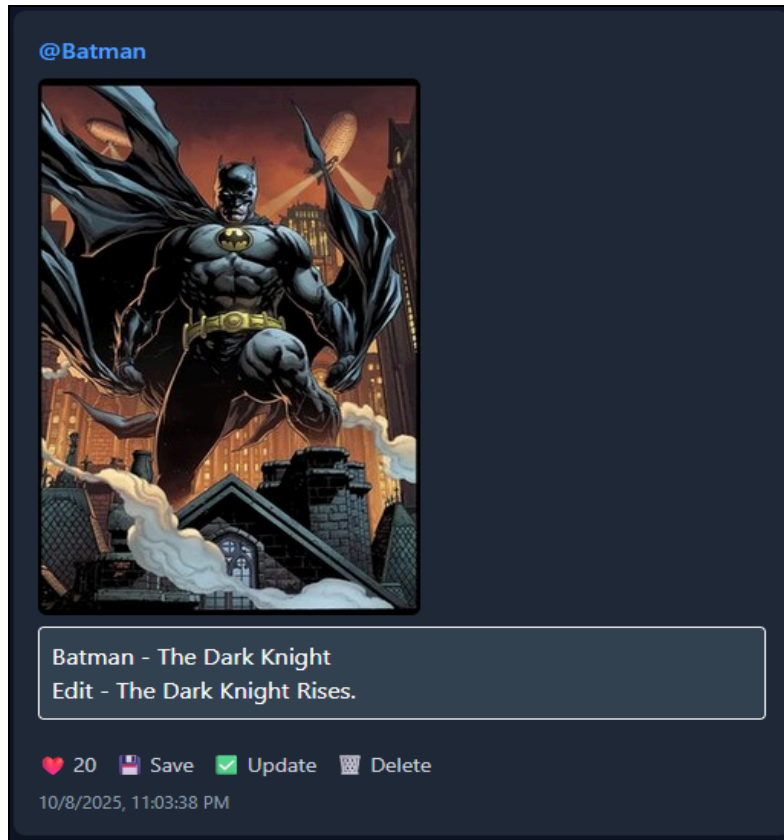 @Batman
Batman - The Dark Knight
Edit - The Dark Knight Rises.
20 Save Update Delete
10/8/2025, 11:03:38 PM